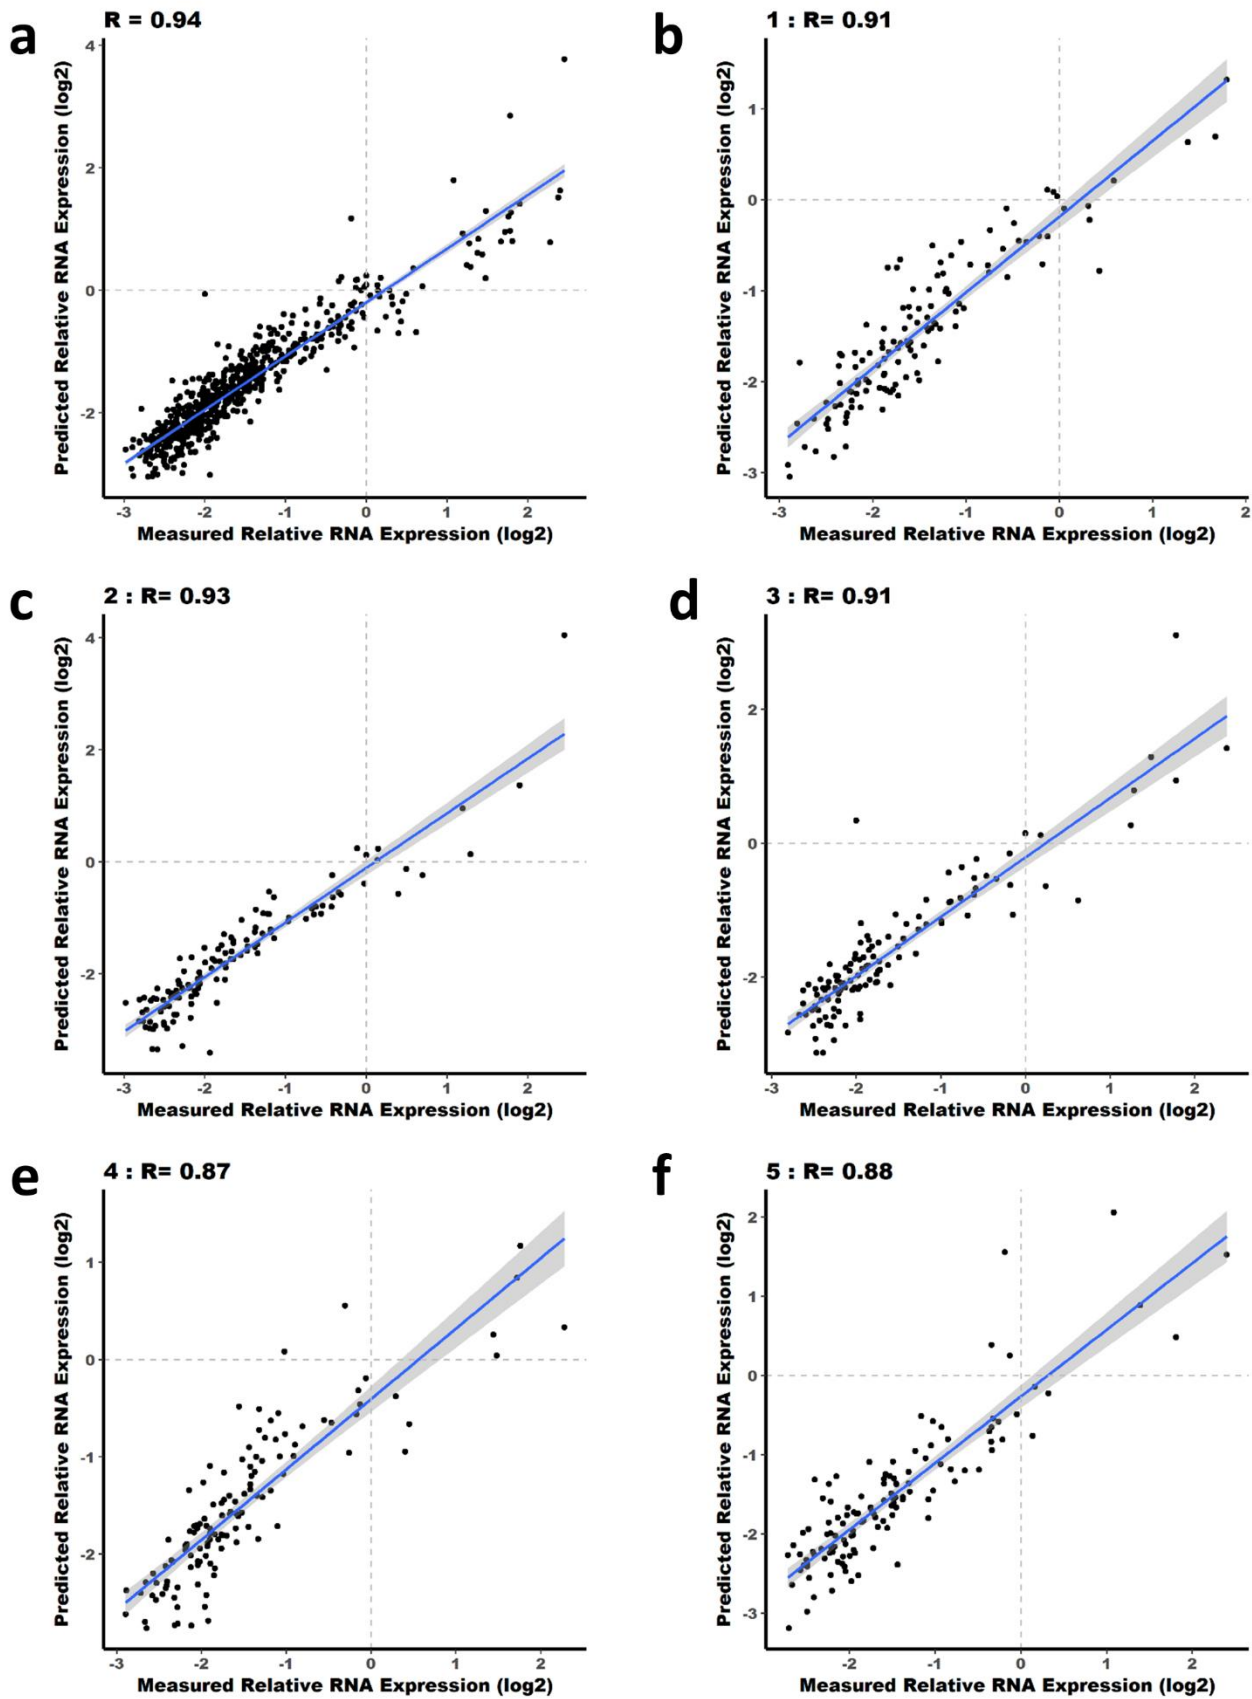 a
R = 0.94
Predicted Relative RNA Expression (log2)
4
2
0
-2
-3
-2
-1
0
1
2
Measured Relative RNA Expression (log2)
b
1 : R= 0.91
Predicted Relative RNA Expression (log2)
1
0
-1
-2
-3
-3
-2
-1
0
1
2
Measured Relative RNA Expression (log2)
c
2 : R= 0.93
Predicted Relative RNA Expression (log2)
4
2
0
-2
-3
-2
-1
0
1
2
Measured Relative RNA Expression (log2)
d
3 : R= 0.91
Predicted Relative RNA Expression (log2)
2
0
-2
-3
-2
-1
0
1
2
Measured Relative RNA Expression (log2)
e
4 : R= 0.87
Predicted Relative RNA Expression (log2)
1
0
-1
-2
-3
-2
-1
0
1
2
Measured Relative RNA Expression (log2)
f
5 : R= 0.88
Predicted Relative RNA Expression (log2)
2
1
0
-1
-2
-3
-2
-1
0
1
2
Measured Relative RNA Expression (log2)